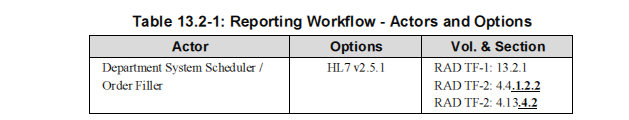 Table 13.2-1: Reporting Workflow - Actors and Options
Actor Options Vol. & Section
Department System Scheduler / HL7 v2.5.1 RAD TF-1: 13.2.1
Order Filler RAD TF-2: 4.4.1.2.2
RAD TF-2: 4.13.4.2